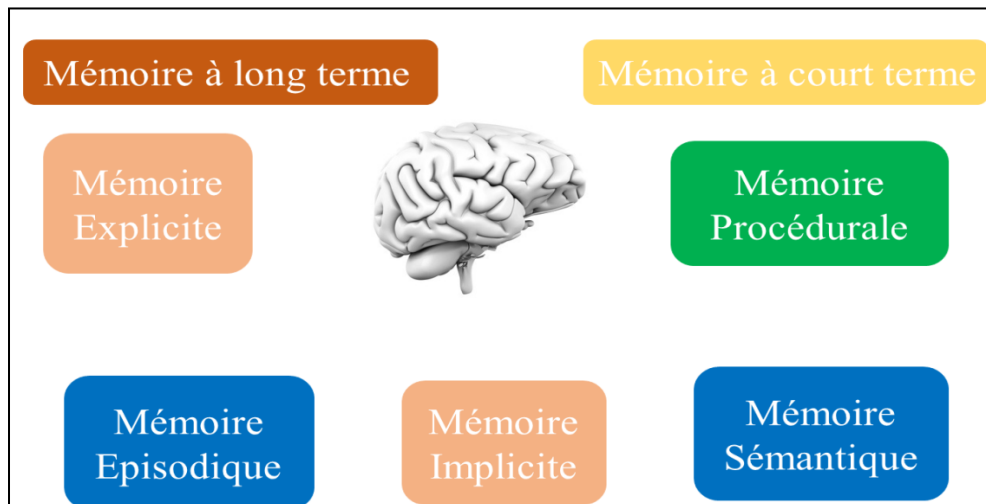 Mémoire à long terme
Mémoire à court terme
Mémoire
Explicite
Mémoire
Procédurale
Mémoire
Episodique
Mémoire
Implicite
Mémoire
Sémantique